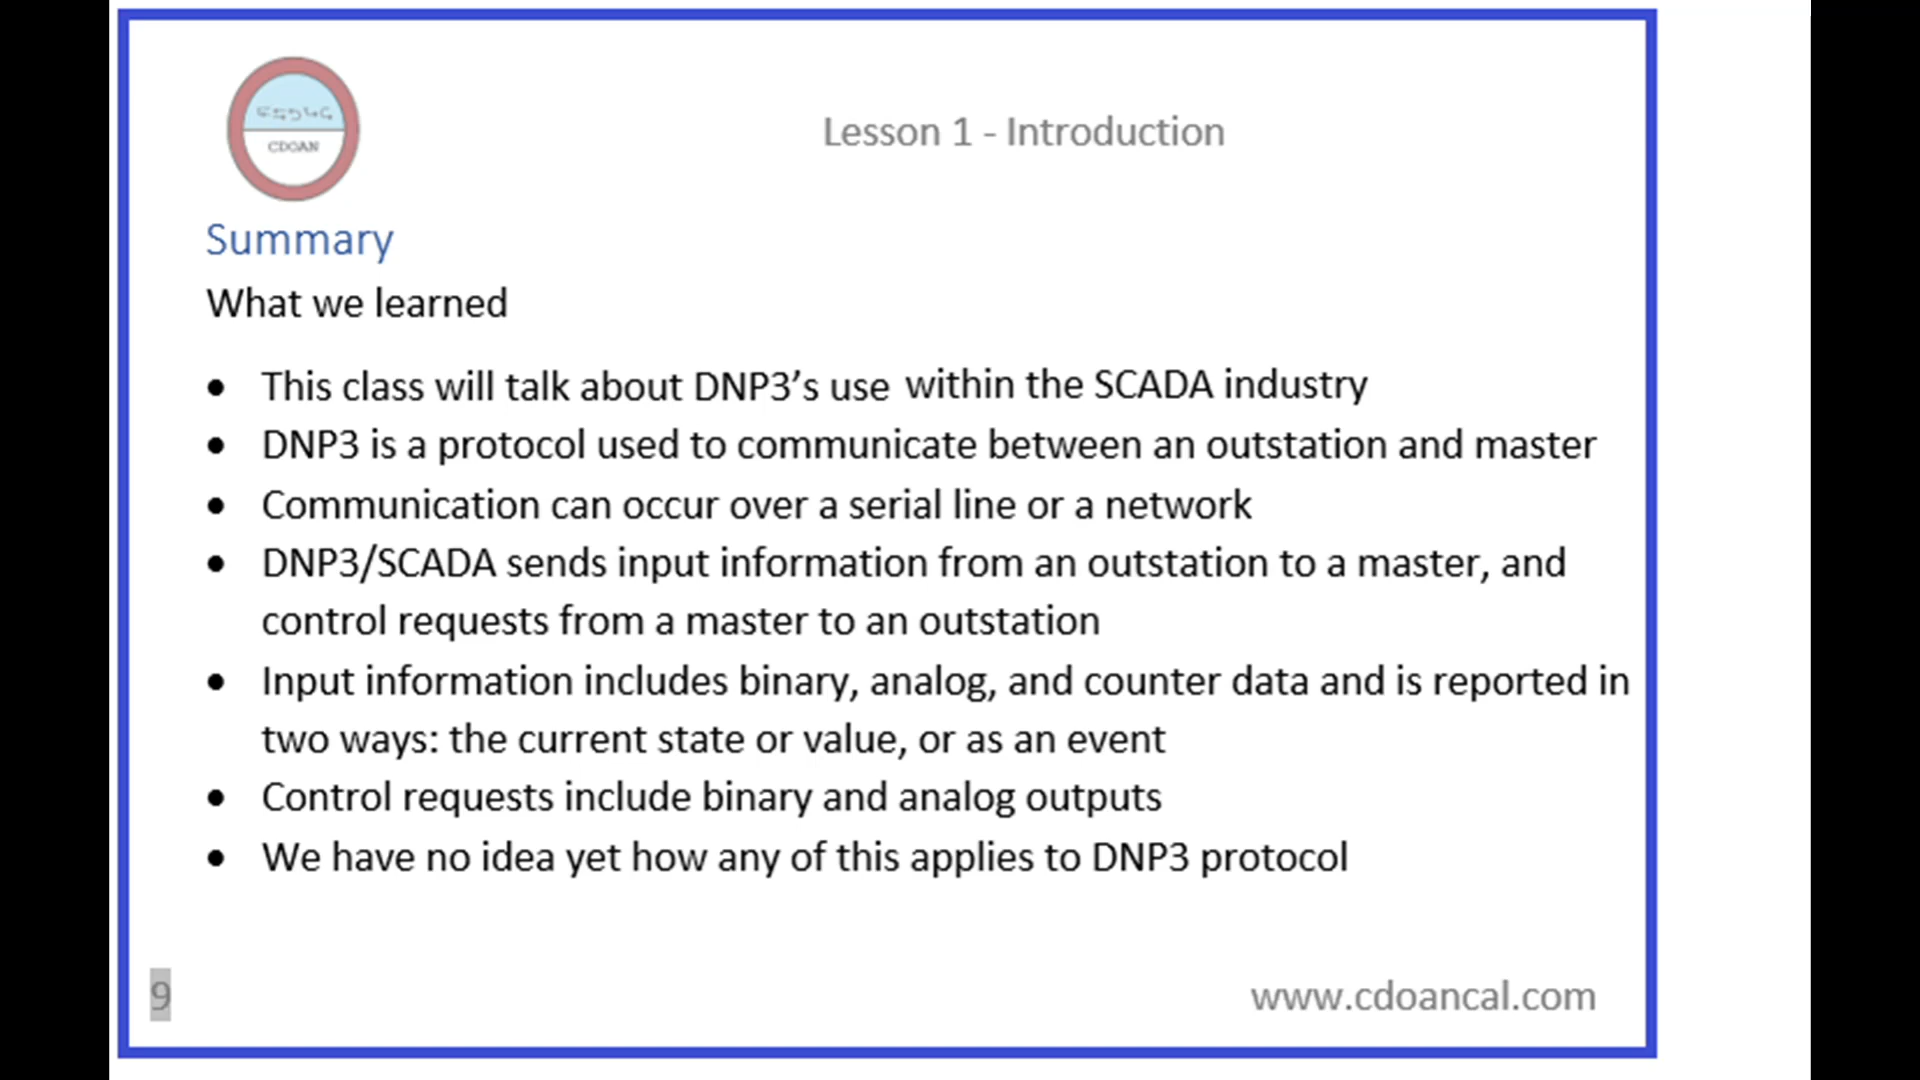 CDOAN
Lesson 1 - Introduction
Summary
What we learned
• This class will talk about DNP3’s use within the SCADA industry
• DNP3 is a protocol used to communicate between an outstation and master
• Communication can occur over a serial line or a network
• DNP3/SCADA sends input information from an outstation to a master, and
control requests from a master to an outstation
• Input information includes binary, analog, and counter data and is reported in
two ways: the current state or value, or as an event
• Control requests include binary and analog outputs
• We have no idea yet how any of this applies to DNP3 protocol
9
www.cdoancal.com